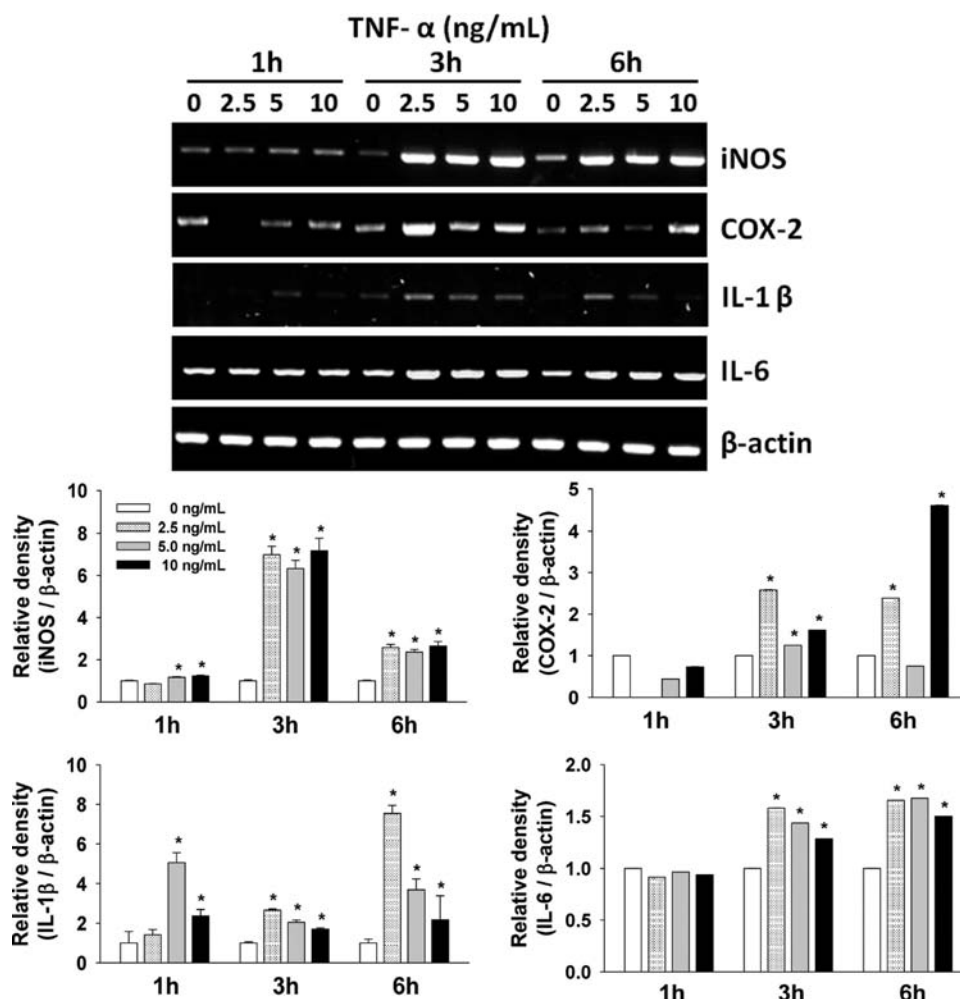 TNF- α (ng/mL)
1h 3h 6h
0 2.5 5 10 0 2.5 5 10 0 2.5 5 10
iNOS
COX-2
IL-1 β
IL-6
β-actin
Relative density
(iNOS / β-actin)
10
8
6
4
2
0
0 ng/mL
2.5 ng/mL
5.0 ng/mL
10 ng/mL
* * * * * * * *
1h 3h 6h
Relative density
(COX-2 / β-actin)
5
4
3
2
1
0
* * * * *
1h 3h 6h
Relative density
(IL-1β / β-actin)
10
8
6
4
2
0
* * * * * * * *
1h 3h 6h
Relative density
(IL-6 / β-actin)
2.0
1.5
1.0
0.5
0.0
* * * * * *
1h 3h 6h